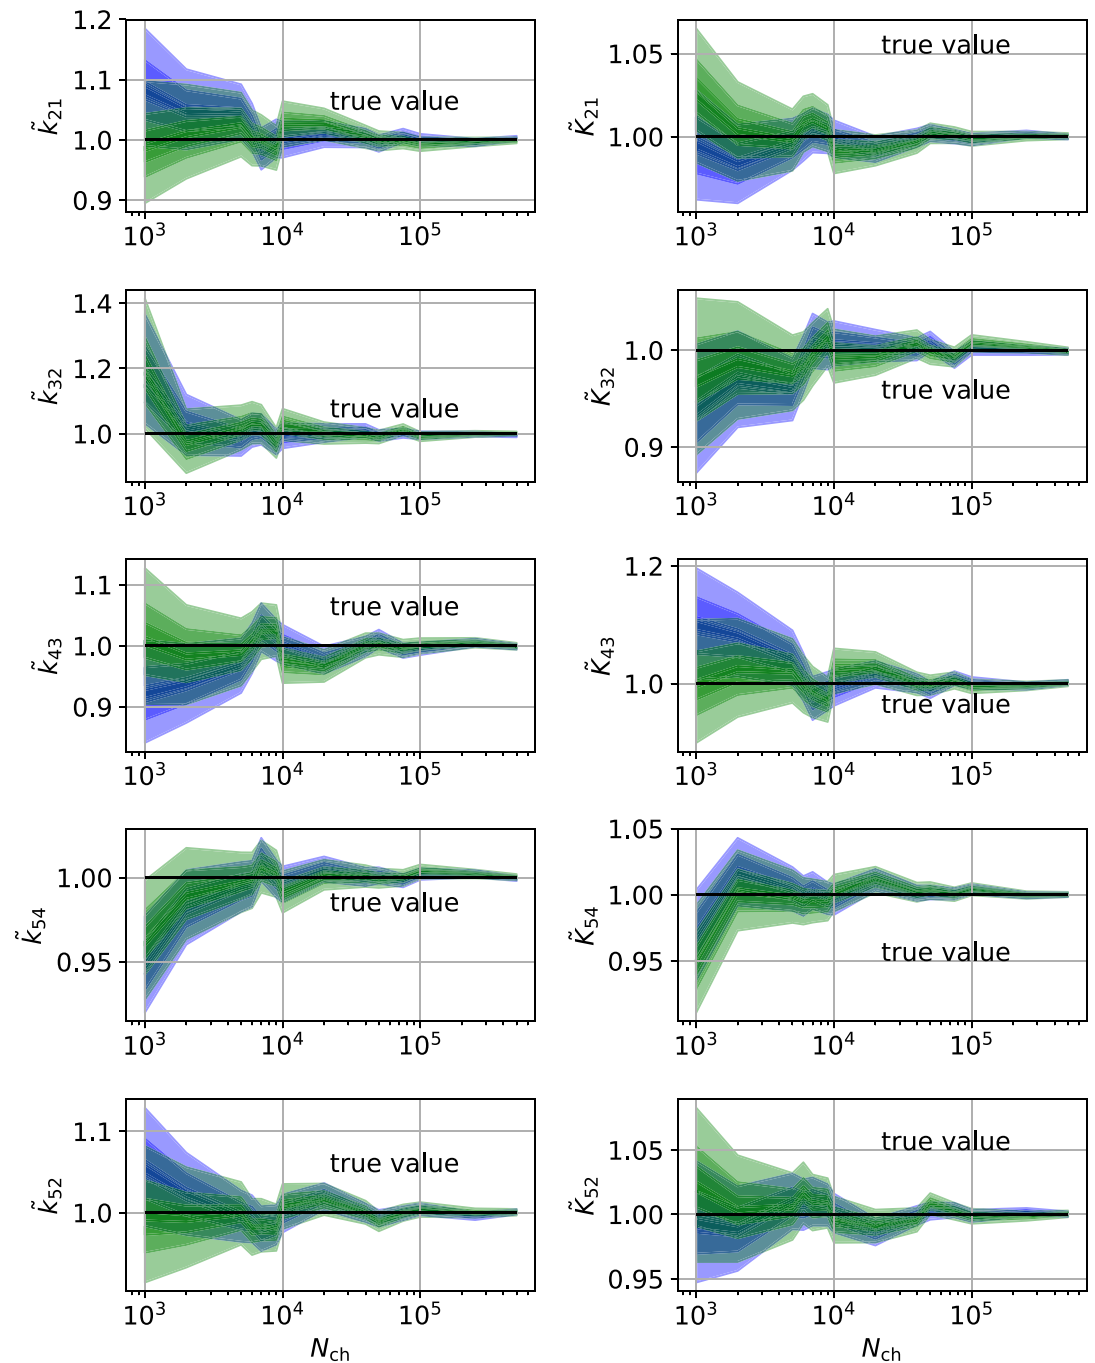 1.2
1.1
1.0
0.9
k̃₂₁
true value
10³ 10⁴ 10⁵
1.05
1.00
K̃₂₁
true value
10³ 10⁴ 10⁵
1.4
1.2
1.0
k̃₃₂
true value
10³ 10⁴ 10⁵
1.0
0.9
K̃₃₂
true value
10³ 10⁴ 10⁵
1.1
1.0
0.9
k̃₄₃
true value
10³ 10⁴ 10⁵
1.2
1.0
K̃₄₃
true value
10³ 10⁴ 10⁵
1.00
0.95
k̃₅₄
true value
10³ 10⁴ 10⁵
1.05
1.00
0.95
K̃₅₄
true value
10³ 10⁴ 10⁵
1.1
1.0
k̃₅₂
true value
10³ 10⁴ 10⁵
N_ch
1.05
1.00
0.95
K̃₅₂
true value
10³ 10⁴ 10⁵
N_ch